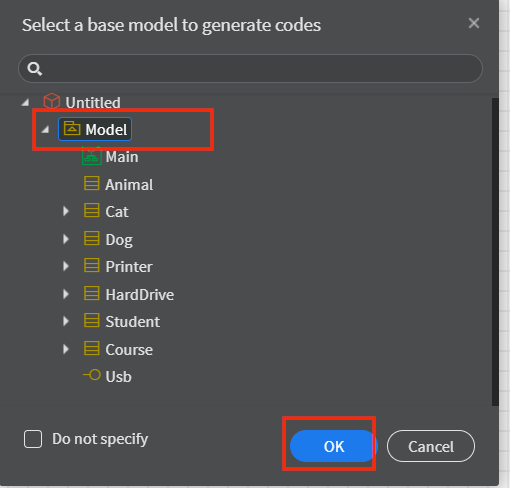 Select a base model to generate codes
Untitled
Model
Main
Animal
Cat
Dog
Printer
HardDrive
Student
Course
Usb
Do not specify
OK Cancel